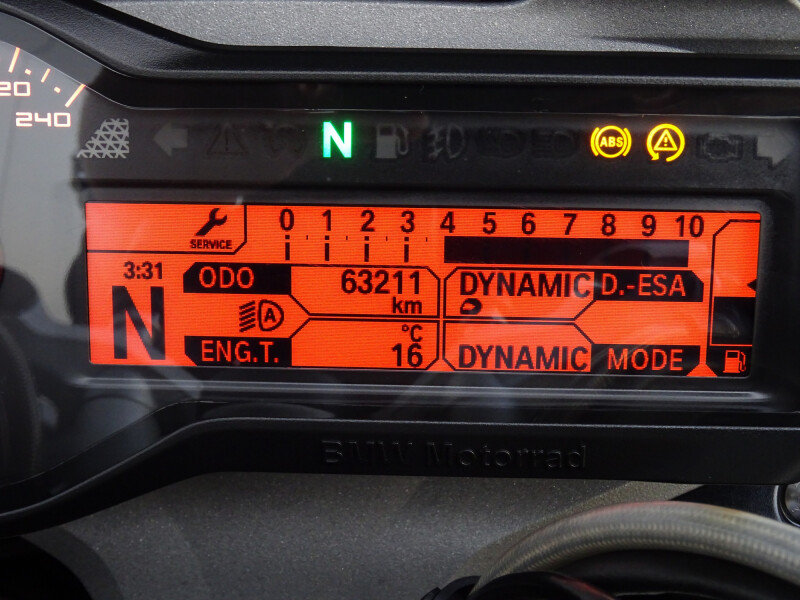 20
240
N
ABS
SERVICE
0 1 2 3 4 5 6 7 8 9 10
3:31
N
ODO 63211 km
DYNAMIC D.-ESA
A
ENG.T. °C 16
DYNAMIC MODE
BMW Motorrad